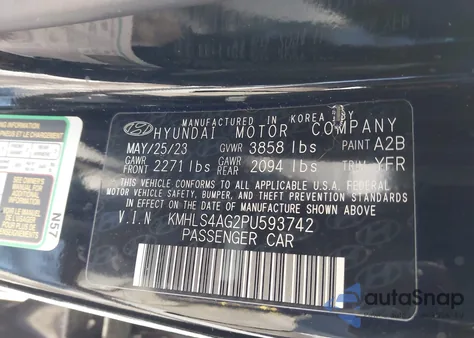 MANUFACTURED IN KOREA BY
HYUNDAI MOTOR COMPANY
MAY/25/23 GVWR 3858 lbs PAINT A2B
GAWR FRONT 2271 lbs GAWR REAR 2094 lbs TRIM YFR
THIS VEHICLE CONFORMS TO ALL APPLICABLE U.S.A. FEDERAL
MOTOR VEHICLE SAFETY, BUMPER, AND THEFT PREVENTION STANDARDS
IN EFFECT ON THE DATE OF MANUFACTURE SHOWN ABOVE.
V.I.N KMHLS4AG2PU593742
PASSENGER CAR
N57
autoSnap